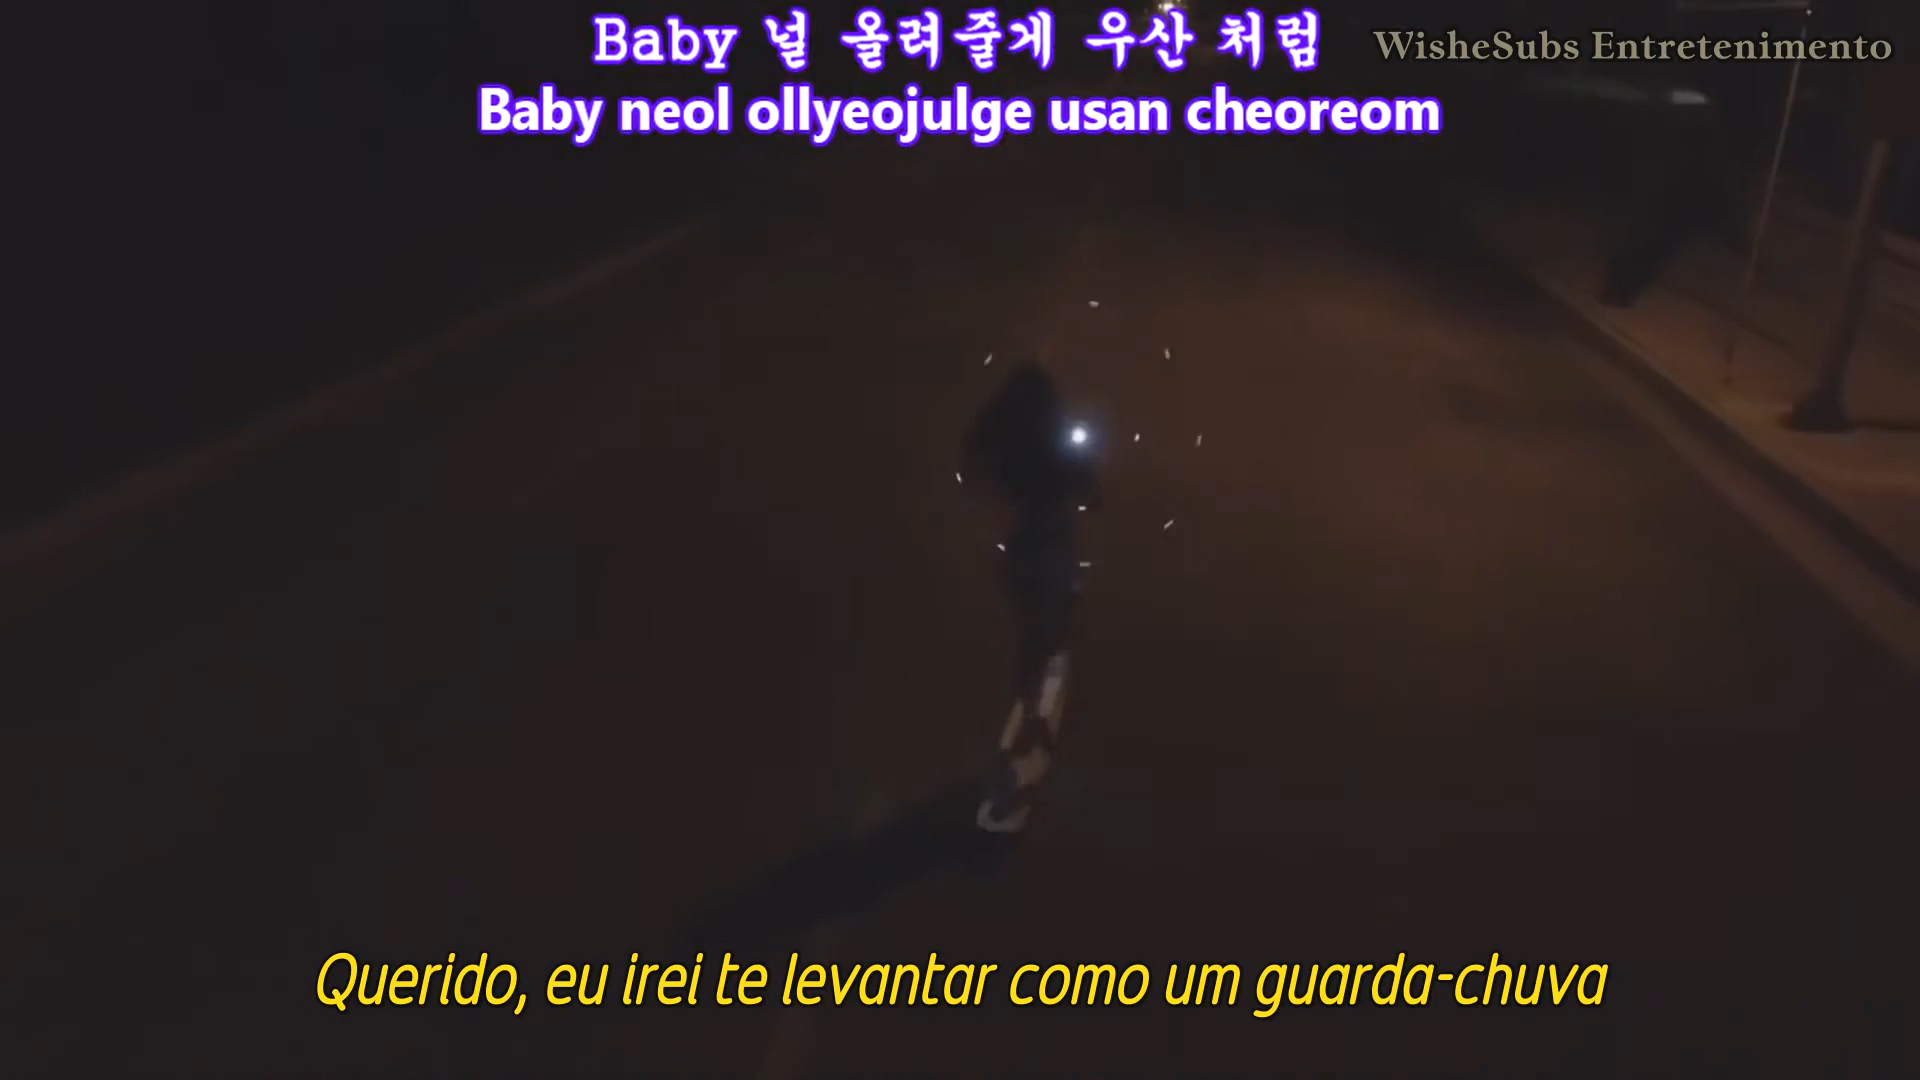 Baby 널 올려줄게 우산 처럼
WisheSubs Entretenimento
Baby neol ollyeojulge usan cheoreom
Querido, eu irei te levantar como um guarda-chuva